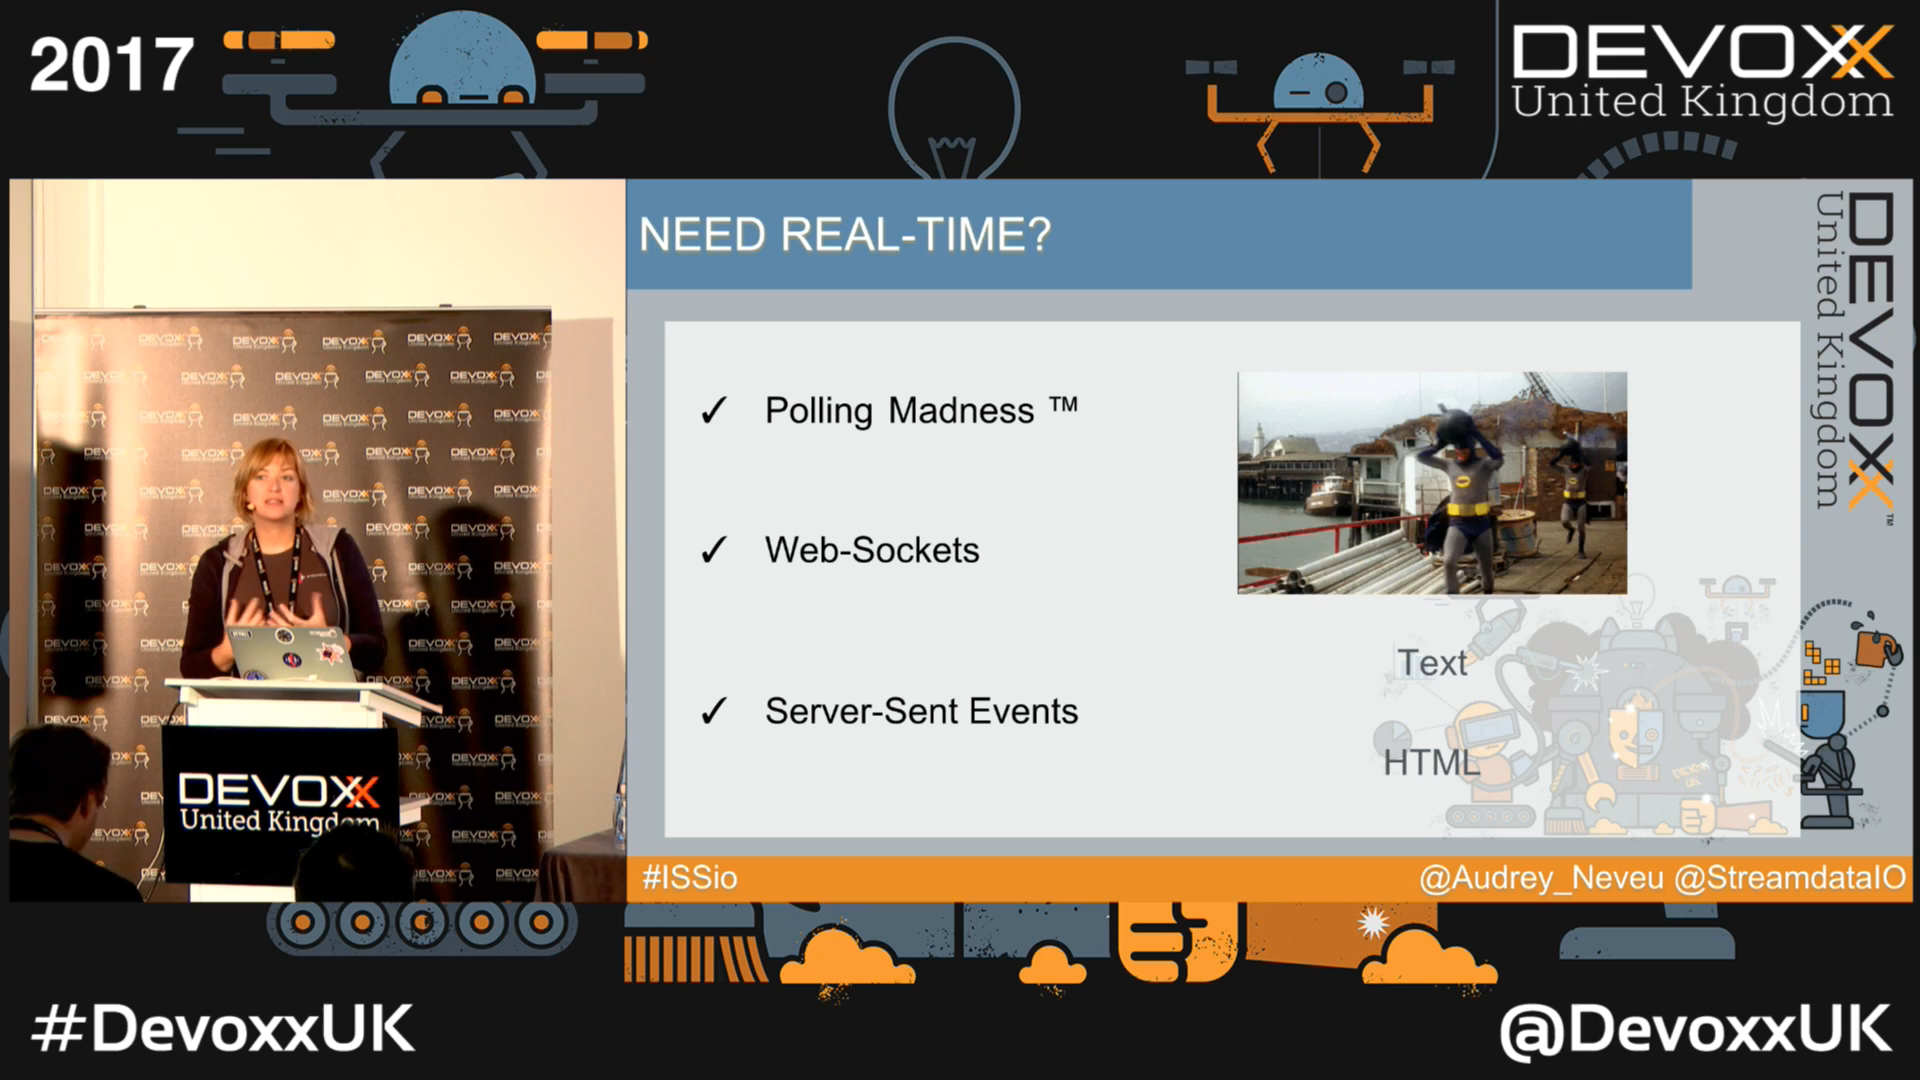 2017
DEVOXX
United Kingdom
NEED REAL-TIME?
DEVOXX™
United Kingdom
✓ Polling Madness ™
✓ Web-Sockets
✓ Server-Sent Events
Text
HTML
DEVOXX
United Kingdom
#ISSio
@Audrey_Neveu @StreamdataIO
#DevoxxUK
@DevoxxUK